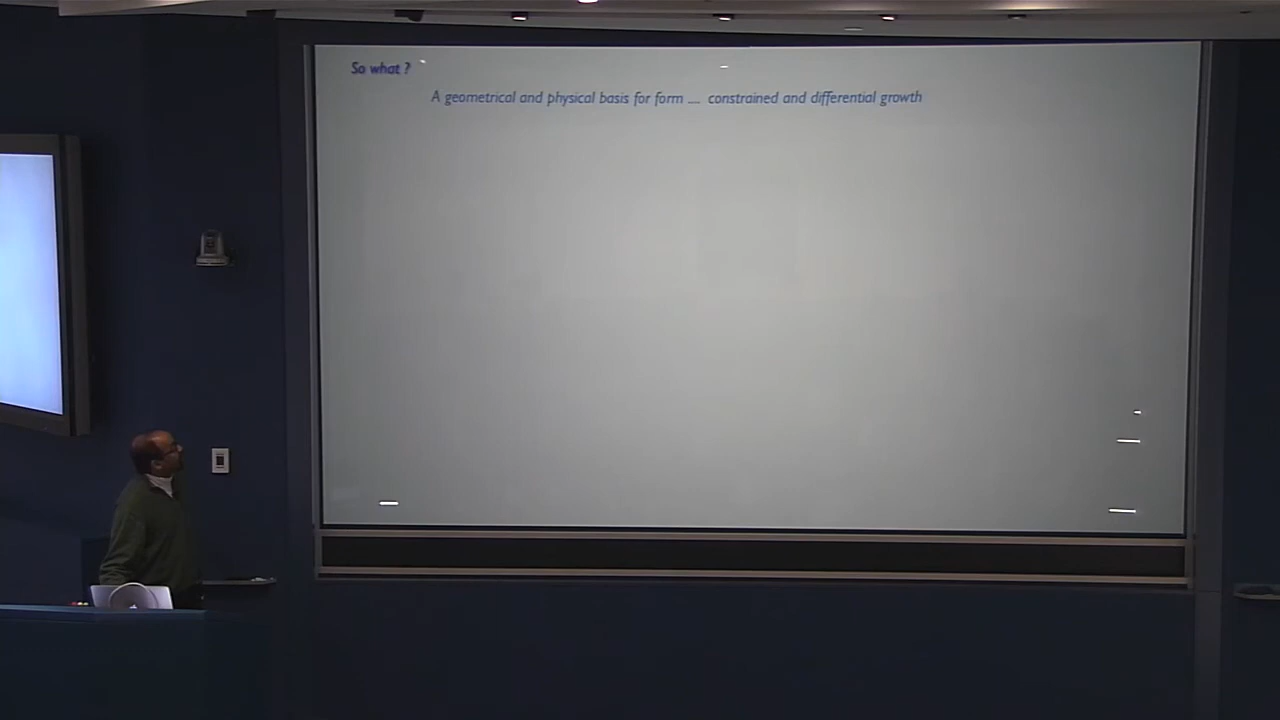 So what ?
A geometrical and physical basis for form .... constrained and differential growth